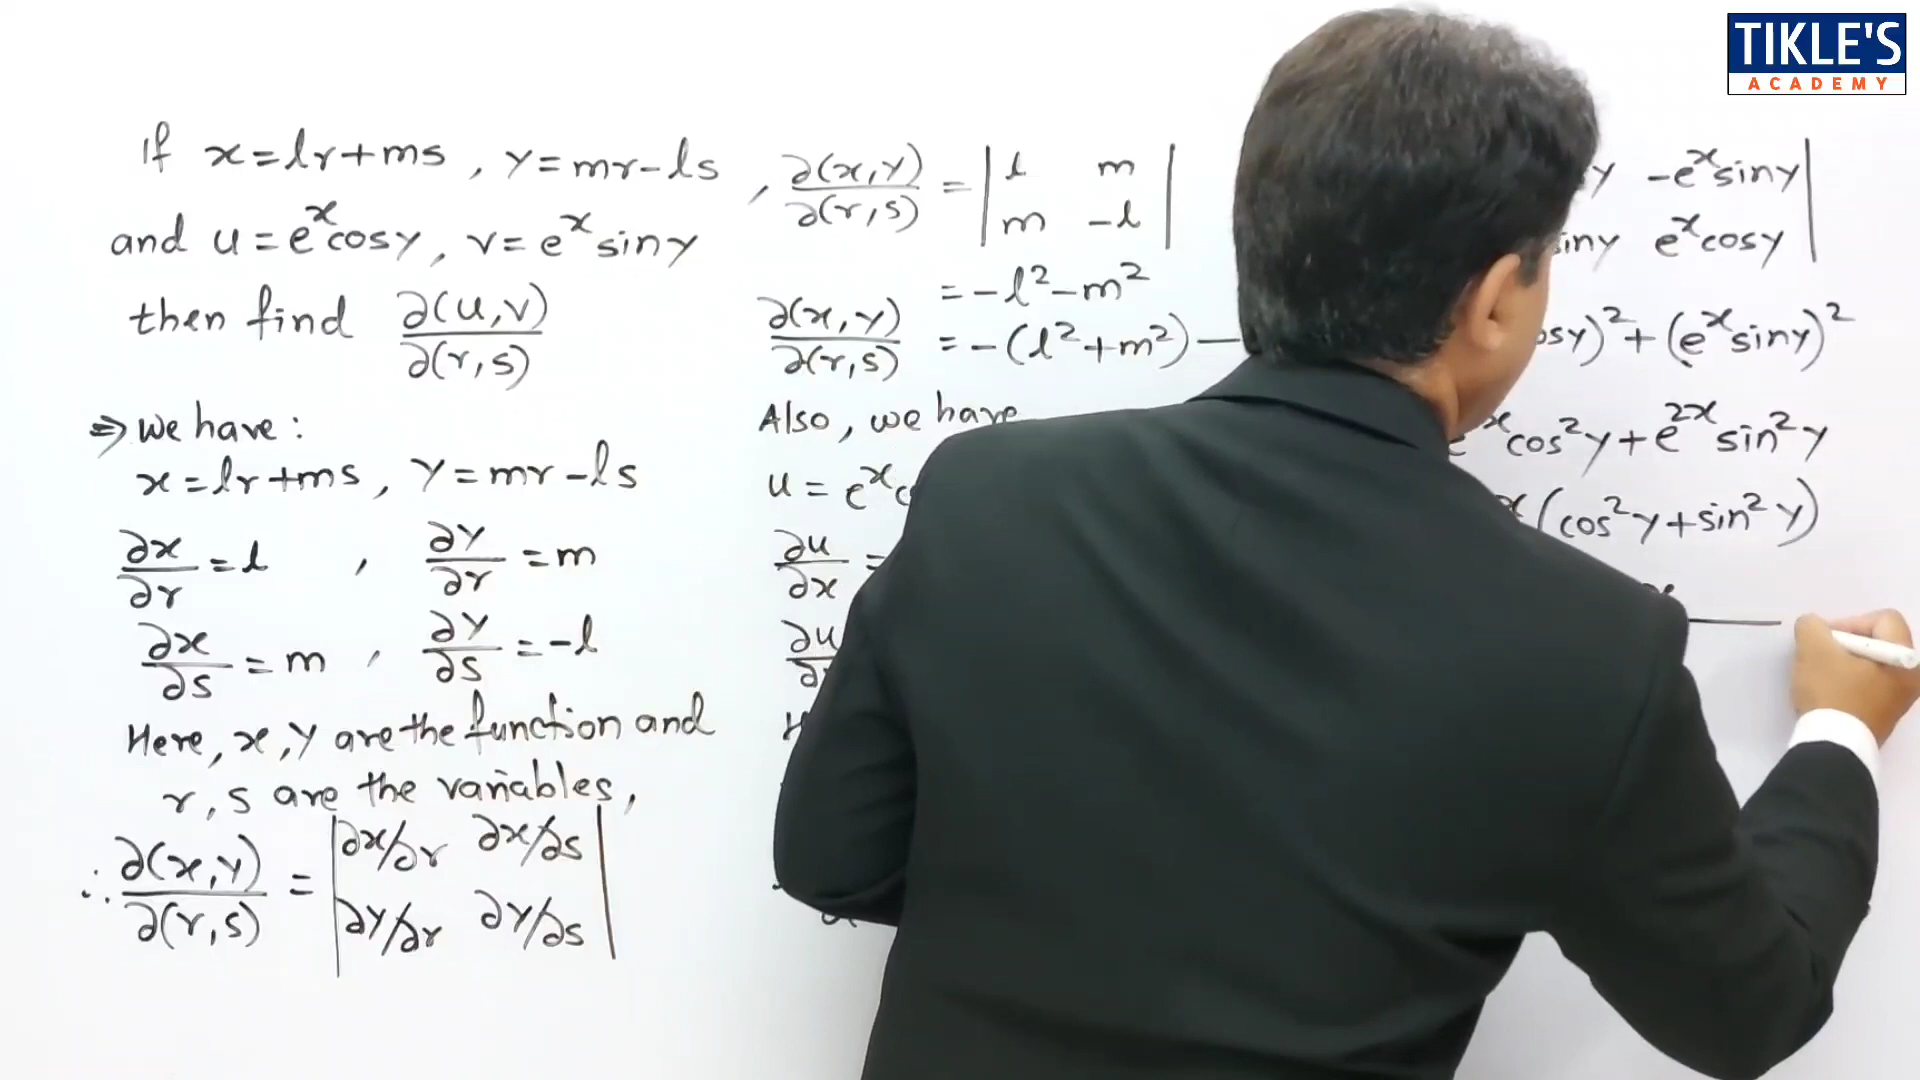 TIKLE'S
ACADEMY
If x=lr+ms, y=mr-ls,
and u=e^x cosy, v=e^x siny
then find ∂(u,v)/∂(r,s)
⇒ We have:
x=lr+ms, y=mr-ls
∂x/∂r = l , ∂y/∂r = m
∂x/∂s = m , ∂y/∂s = -l
Here, x,y are the function and
r,s are the variables,
∴ ∂(x,y)/∂(r,s) = | ∂x/∂r ∂x/∂s |
| ∂y/∂r ∂y/∂s |
∂(x,y)/∂(r,s) = | l m |
| m -l |
= -l²-m²
∂(x,y)/∂(r,s) = -(l²+m²) —
Also, we have
u = e^x
∂u/∂x =
∂u
y -e^x siny |
siny e^x cosy |
osy)² + (e^x siny)²
cos²y + e^2x sin²y
(cos²y + sin²y)